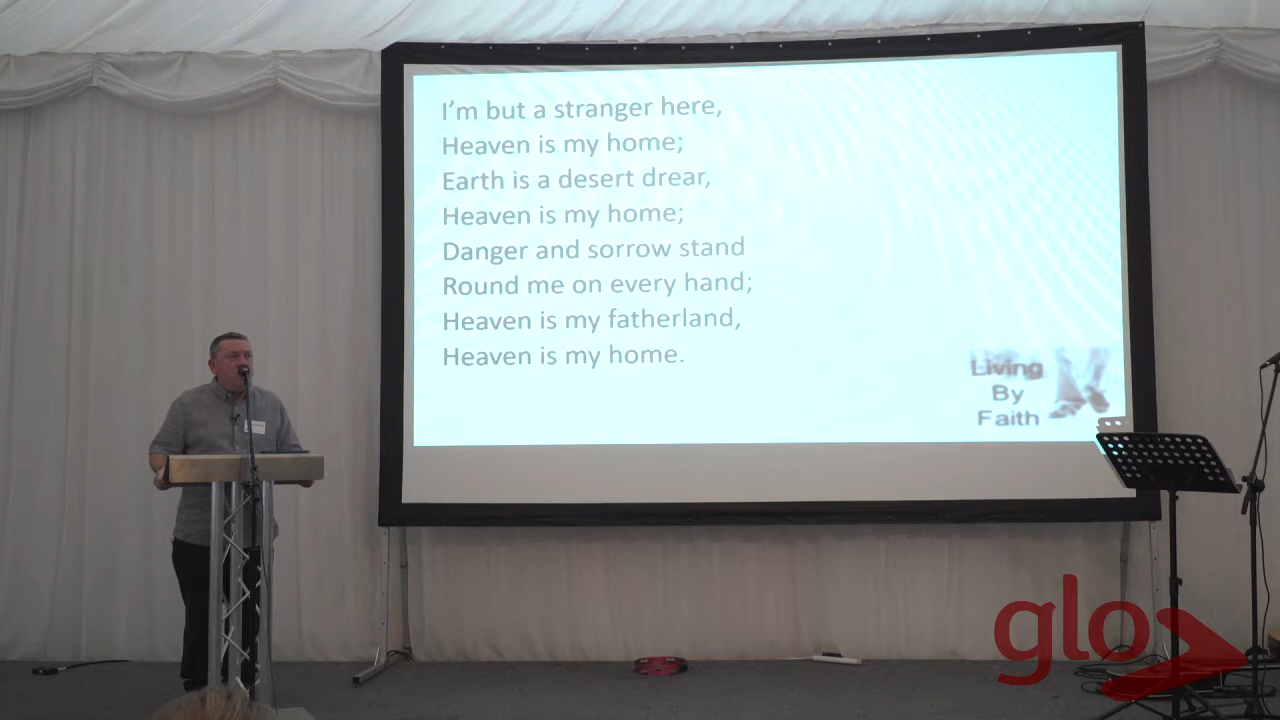 I'm but a stranger here,
Heaven is my home;
Earth is a desert drear,
Heaven is my home;
Danger and sorrow stand
Round me on every hand;
Heaven is my fatherland,
Heaven is my home.
Living
By
Faith
glo